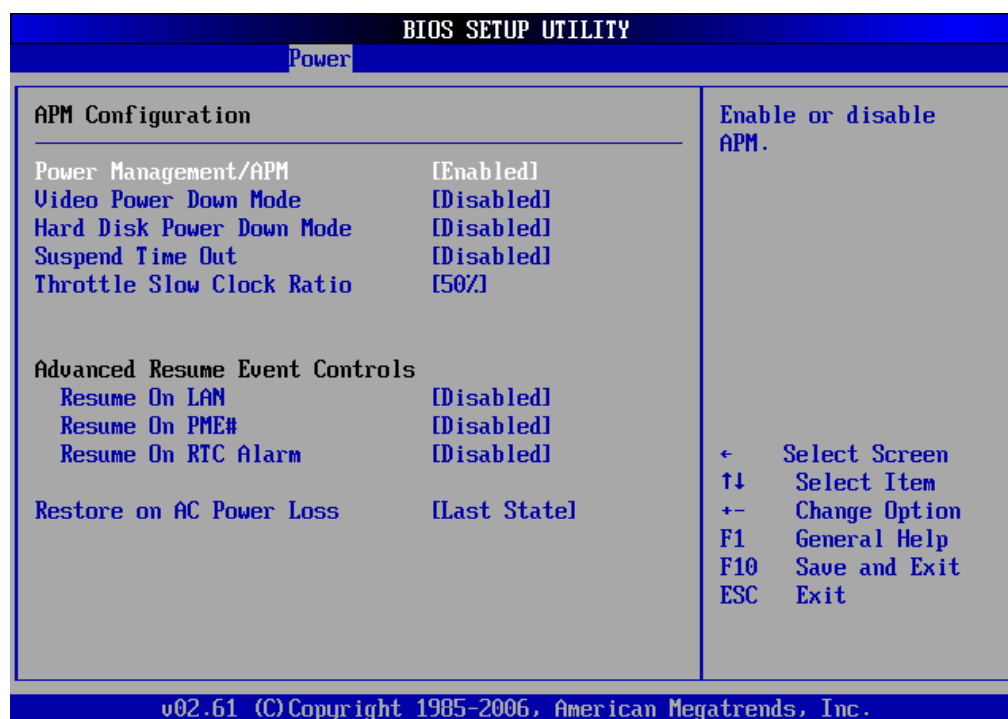 BIOS SETUP UTILITY
Power
APM Configuration
Power Management/APM [Enabled]
Video Power Down Mode [Disabled]
Hard Disk Power Down Mode [Disabled]
Suspend Time Out [Disabled]
Throttle Slow Clock Ratio [50%]
Advanced Resume Event Controls
Resume On LAN [Disabled]
Resume On PME# [Disabled]
Resume On RTC Alarm [Disabled]
Restore on AC Power Loss [Last State]
Enable or disable
APM.
← Select Screen
↑↓ Select Item
+- Change Option
F1 General Help
F10 Save and Exit
ESC Exit
v02.61 (C)Copyright 1985-2006, American Megatrends, Inc.